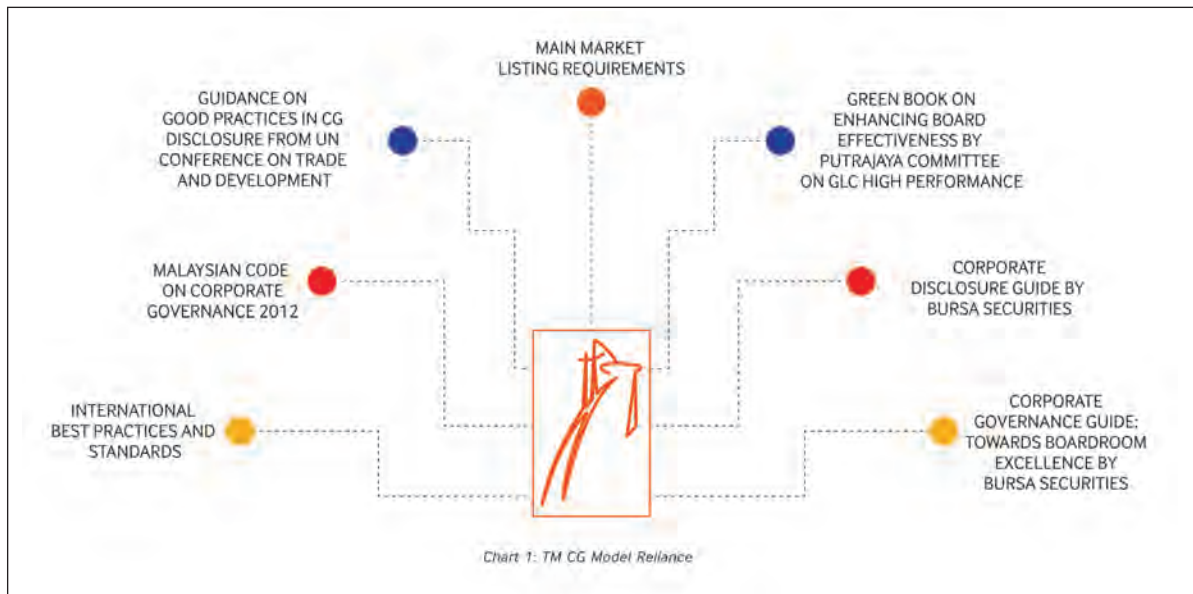 MAIN MARKET
LISTING REQUIREMENTS
GUIDANCE ON
GOOD PRACTICES IN CG
DISCLOSURE FROM UN
CONFERENCE ON TRADE
AND DEVELOPMENT
GREEN BOOK ON
ENHANCING BOARD
EFFECTIVENESS BY
PUTRAJAYA COMMITTEE
ON GLC HIGH PERFORMANCE
MALAYSIAN CODE
ON CORPORATE
GOVERNANCE 2012
CORPORATE
DISCLOSURE GUIDE BY
BURSA SECURITIES
INTERNATIONAL
BEST PRACTICES AND
STANDARDS
CORPORATE
GOVERNANCE GUIDE:
TOWARDS BOARDROOM
EXCELLENCE BY
BURSA SECURITIES
Chart 1: TM CG Model Reliance